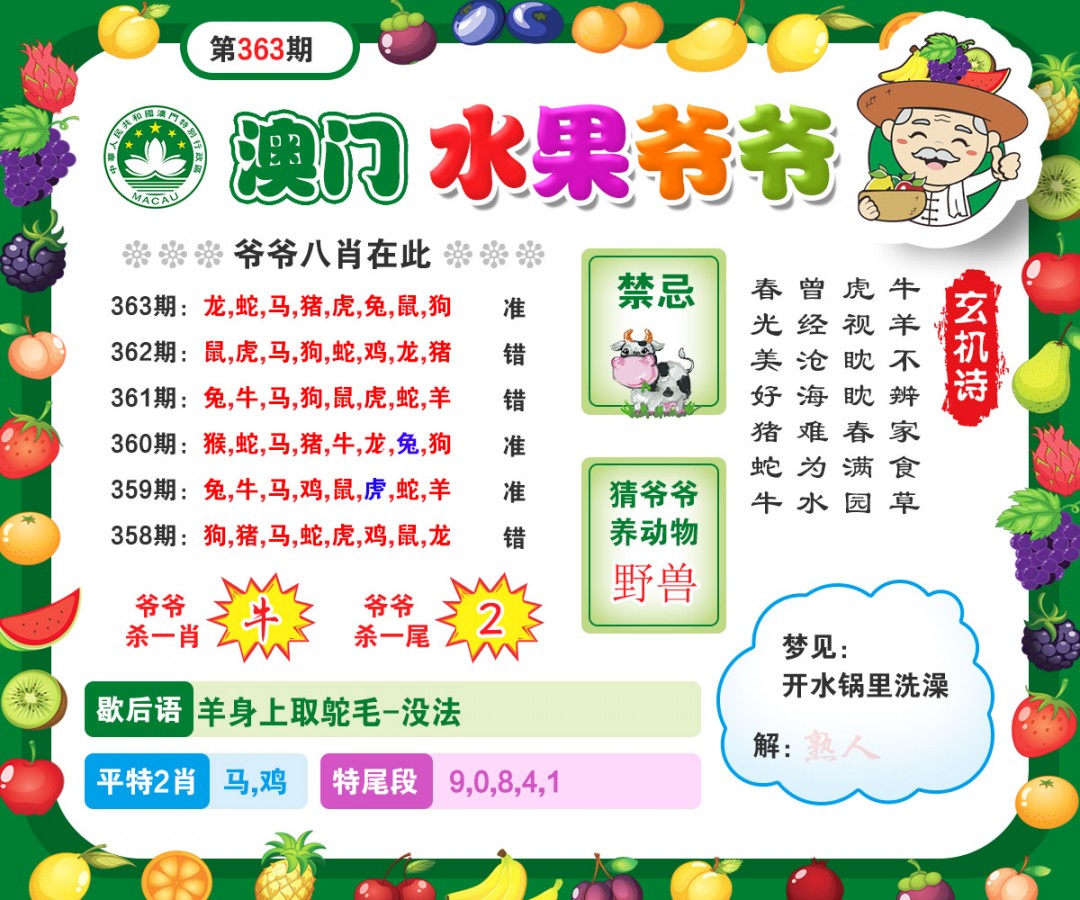 第363期
中華人民共和國澳門特別行政區
MACAU
澳门 水果爷爷
爷爷八肖在此
363期：龙,蛇,马,猪,虎,兔,鼠,狗 准
362期：鼠,虎,马,狗,蛇,鸡,龙,猪 错
361期：兔,牛,马,狗,鼠,虎,蛇,羊 错
360期：猴,蛇,马,猪,牛,龙,兔,狗 准
359期：兔,牛,马,鸡,鼠,虎,蛇,羊 准
358期：狗,猪,马,蛇,虎,鸡,鼠,龙 错
爷爷
杀一肖
牛
爷爷
杀一尾
2
禁忌
猜爷爷
养动物
野兽
玄机诗
牛羊不辨家食草
虎视眈眈春满园
曾经沧海难为水
春光美好猪蛇牛
歇后语 羊身上取鸵毛-没法
平特2肖 马,鸡
特尾段 9,0,8,4,1
梦见：
开水锅里洗澡
解：熟人